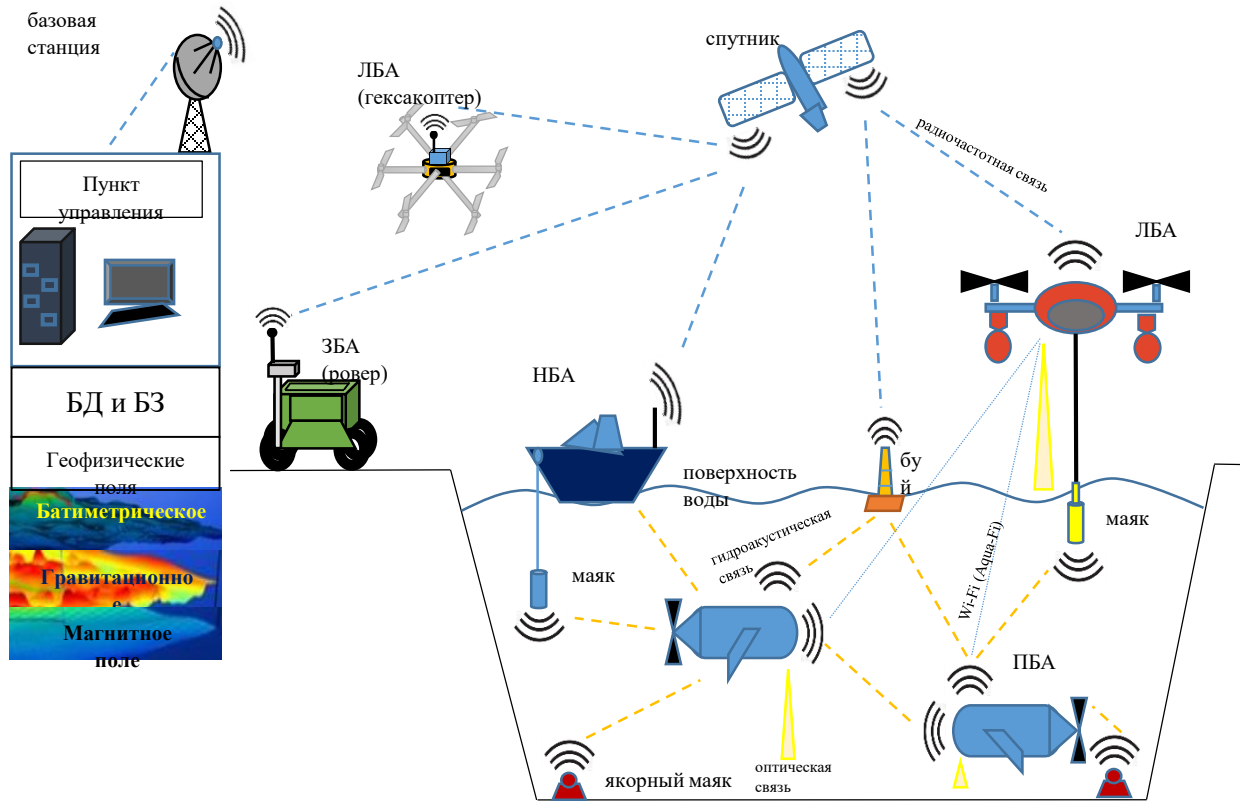 базовая
станция
Пункт
управления
БД и БЗ
Геофизические
поля
Батиметрическое
Гравитационно
е
Магнитное
поле
ЛБА
(гексакоптер)
спутник
радиочастотная связь
ЛБА
ЗБА
(ровер)
НБА
поверхность
воды
бу
й
маяк
гидроакустическая
связь
Wi-Fi (Aqua-Fi)
маяк
ПБА
якорный маяк
оптическая
связь